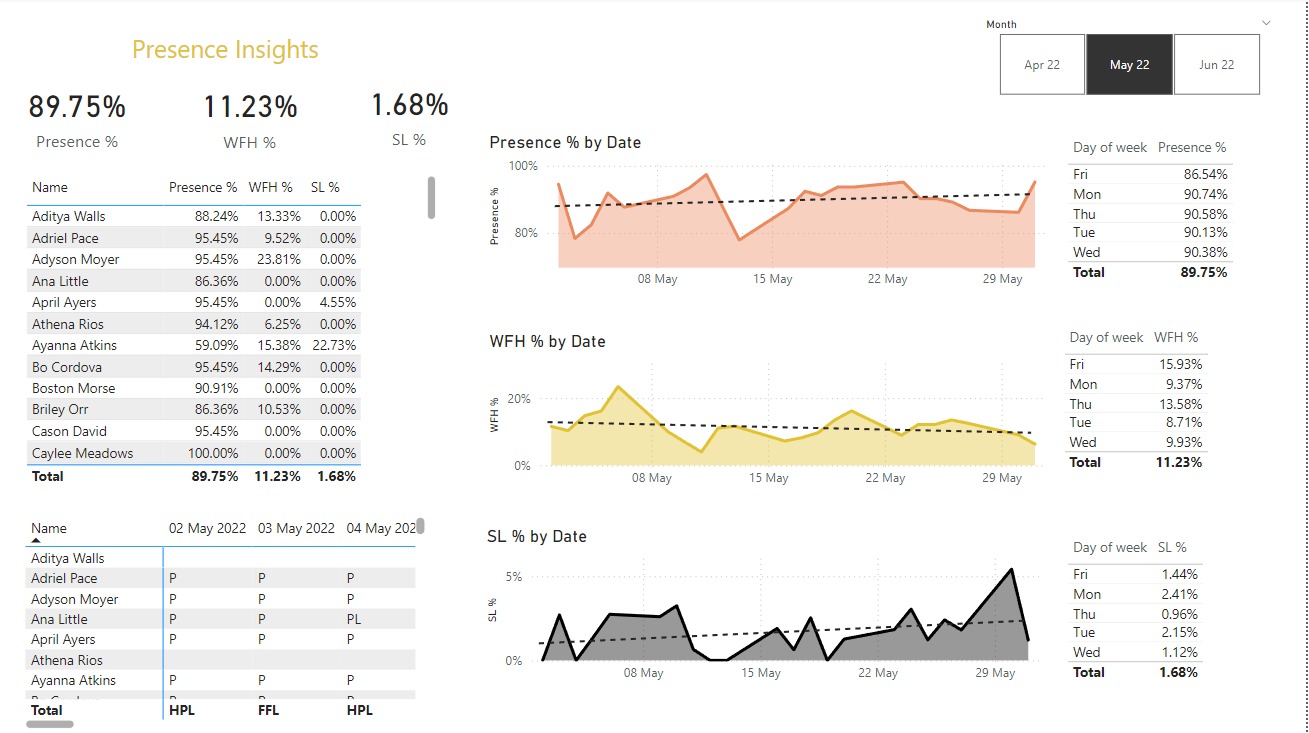 Month
Presence Insights
Apr 22 May 22 Jun 22
89.75% 11.23% 1.68%
Presence % WFH % SL %
Name Presence % WFH % SL %
Aditya Walls 88.24% 13.33% 0.00%
Adriel Pace 95.45% 9.52% 0.00%
Adyson Moyer 95.45% 23.81% 0.00%
Ana Little 86.36% 0.00% 0.00%
April Ayers 95.45% 0.00% 4.55%
Athena Rios 94.12% 6.25% 0.00%
Ayanna Atkins 59.09% 15.38% 22.73%
Bo Cordova 95.45% 14.29% 0.00%
Boston Morse 90.91% 0.00% 0.00%
Briley Orr 86.36% 10.53% 0.00%
Cason David 95.45% 0.00% 0.00%
Caylee Meadows 100.00% 0.00% 0.00%
Total 89.75% 11.23% 1.68%
Name 02 May 2022 03 May 2022 04 May 202
Aditya Walls
Adriel Pace P P P
Adyson Moyer P P P
Ana Little P P PL
April Ayers P P P
Athena Rios
Ayanna Atkins P P P
Total HPL FFL HPL
Presence % by Date
Presence %
100%
80%
08 May 15 May 22 May 29 May
Day of week Presence %
Fri 86.54%
Mon 90.74%
Thu 90.58%
Tue 90.13%
Wed 90.38%
Total 89.75%
WFH % by Date
WFH %
20%
0%
08 May 15 May 22 May 29 May
Day of week WFH %
Fri 15.93%
Mon 9.37%
Thu 13.58%
Tue 8.71%
Wed 9.93%
Total 11.23%
SL % by Date
SL %
5%
0%
08 May 15 May 22 May 29 May
Day of week SL %
Fri 1.44%
Mon 2.41%
Thu 0.96%
Tue 2.15%
Wed 1.12%
Total 1.68%